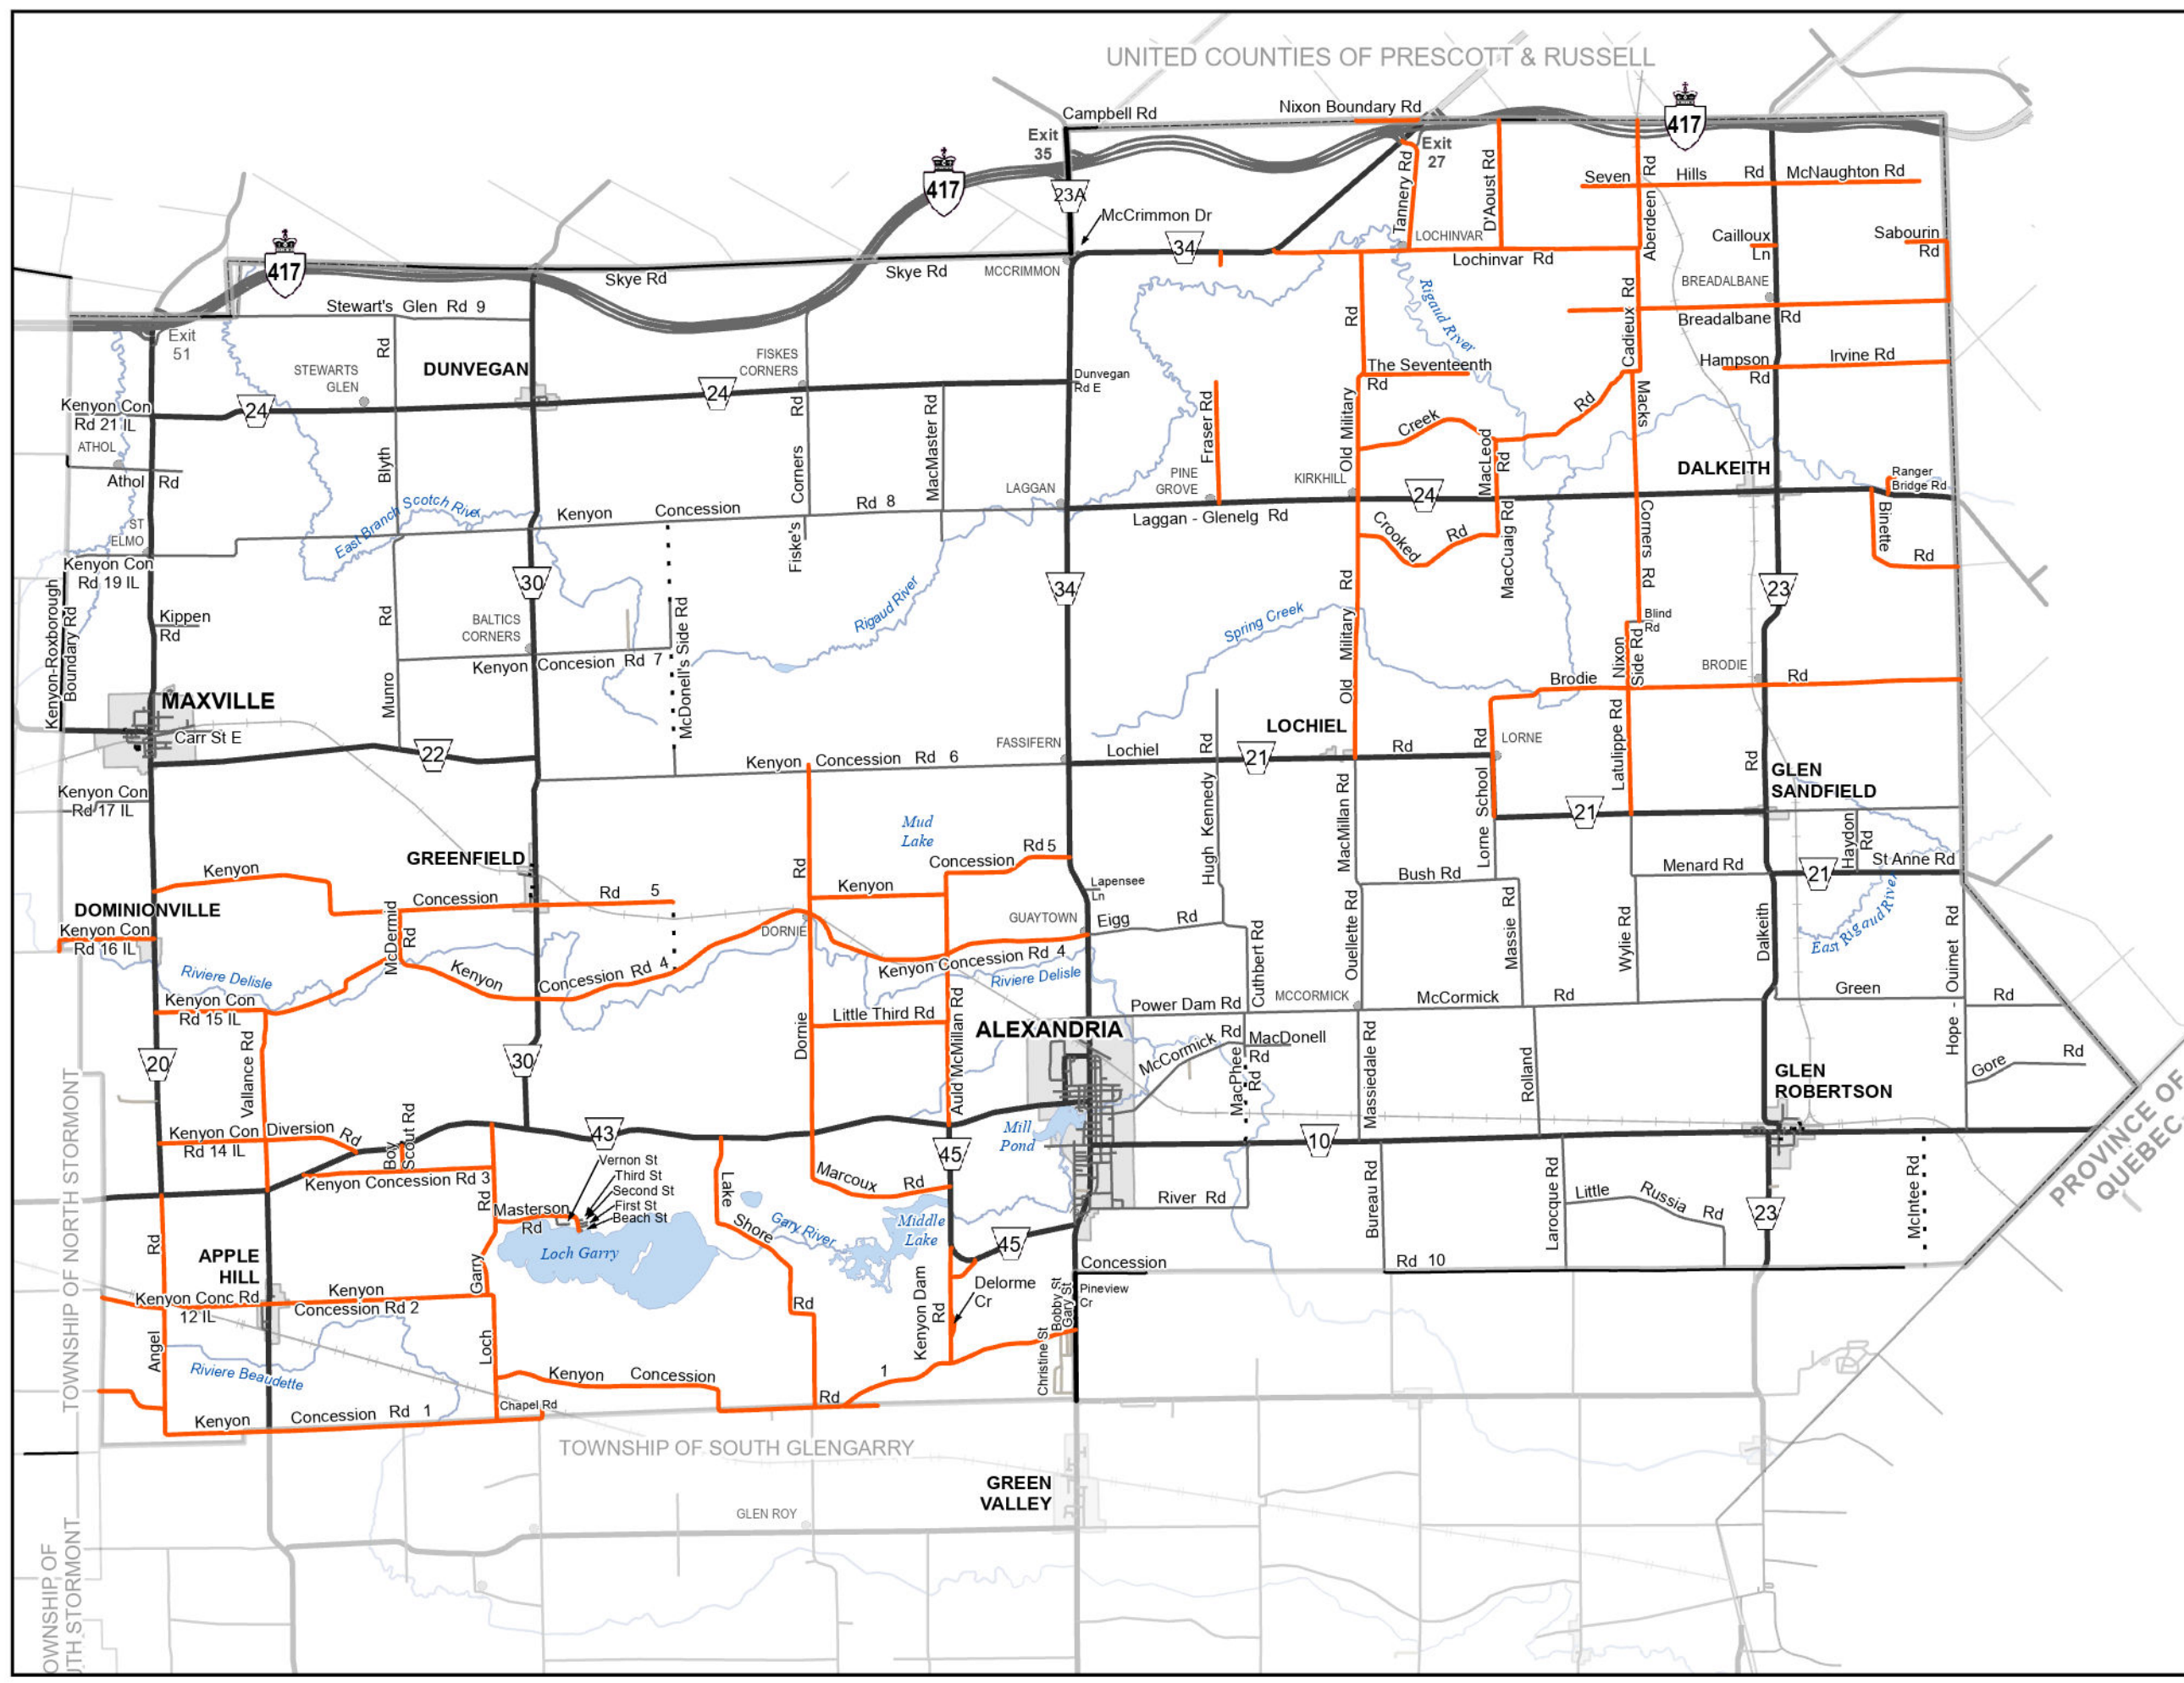 UNITED COUNTIES OF PRESCOTT & RUSSELL
Campbell Rd
Nixon Boundary Rd
417
Exit
35
Exit
27
417
23A
Tannery Rd
D'Aoust Rd
Seven Hills Rd
McNaughton Rd
Aberdeen Rd
McCrimmon Dr
34
LOCHINVAR
Lochinvar Rd
Cailloux
Ln
Sabourin
Rd
417
Skye Rd
Skye Rd
MCCRIMMON
BREADALBANE
Breadalbane Rd
Stewart's Glen Rd 9
Exit
51
Rigaud River
Cadieux Rd
STEWARTS
GLEN
DUNVEGAN
FISKES
CORNERS
Dunvegan
Rd E
The Seventeenth
Rd
Hampson
Rd
Irvine Rd
24
24
Kenyon Con
Rd 21 IL
ATHOL
Athol Rd
Blyth Rd
Fiske's Corners Rd
MacMaster Rd
Fraser Rd
Old Military Rd
Creek Rd
MacLeod
Rd
Macks Corners Rd
LAGGAN
PINE
GROVE
KIRKHILL
24
DALKEITH
Ranger
Bridge Rd
Binette
Rd
East Branch Scotch River
Kenyon Concession Rd 8
Laggan - Glenelg Rd
Crooked Rd
MacCuaig Rd
ST
ELMO
Kenyon Con
Rd 19 IL
Kenyon-Roxborough
Boundary Rd
Kippen
Rd
30
34
23
BALTICS
CORNERS
Kenyon Concesion Rd 7
McDonell's Side Rd
Rigaud River
Spring Creek
Old Military Rd
Blind
Rd
Nixon
Side Rd
BRODIE
Brodie Rd
Munro Rd
MAXVILLE
Carr St E
22
FASSIFERN
Kenyon Concession Rd 6
Lochiel Rd
21
LOCHIEL
LORNE
Latulippe Rd
GLEN
SANDFIELD
21
Kenyon Con
Rd 17 IL
Mud
Lake
Hugh Kennedy Rd
MacMillan Rd
Lorne School Rd
Haydon
Rd
GREENFIELD
Kenyon Concession Rd 5
Kenyon Concession Rd 5
Lapensee
Ln
Bush Rd
Menard Rd
21
St Anne Rd
DOMINIONVILLE
Kenyon Con
Rd 16 IL
McDermid
Rd
DORNIE
GUAYTOWN
Eigg Rd
Cuthbert Rd
Ouellette Rd
Massie Rd
Wylie Rd
Dalkeith Rd
East Rigaud River
Hope - Ouimet Rd
Riviere Delisle
Kenyon Concession Rd 4
Kenyon Concession Rd 4
Riviere Delisle
Kenyon Con
Rd 15 IL
Power Dam Rd
MCCORMICK
McCormick Rd
Green Rd
Little Third Rd
ALEXANDRIA
McCormick Rd
MacDonell
Rd
20
Vallance Rd
30
Dornie Rd
Auld McMillan Rd
MacPhee Rd
Massiedale Rd
Rolland
GLEN
ROBERTSON
Gore Rd
Kenyon Con
Rd 14 IL
Diversion Rd
Boy
Scout Rd
43
Mill
Pond
10
PROVINCE OF
QUEBEC
TOWNSHIP OF NORTH STORMONT
Kenyon Concession Rd 3
Vernon St
Third St
Second St
First St
Beach St
Masterson
Rd
45
Marcoux Rd
River Rd
Bureau Rd
Larocque Rd
Little Russia Rd
McIntee Rd
Loch Garry
Lake Shore Rd
Gary River
Middle
Lake
45
23
APPLE
HILL
Loch Garry Rd
Concession Rd 10
Kenyon Conc Rd
12 IL
Kenyon
Concession Rd 2
Kenyon Dam
Rd
Delorme
Cr
Bobby St
Gary St
Pineview
Cr
Christine St
Angel Rd
Riviere Beaudette
Kenyon Concession Rd 1
Kenyon Concession Rd 1
Chapel Rd
TOWNSHIP OF SOUTH GLENGARRY
GREEN
VALLEY
GLEN ROY
OWNSHIP OF
UTH STORMONT